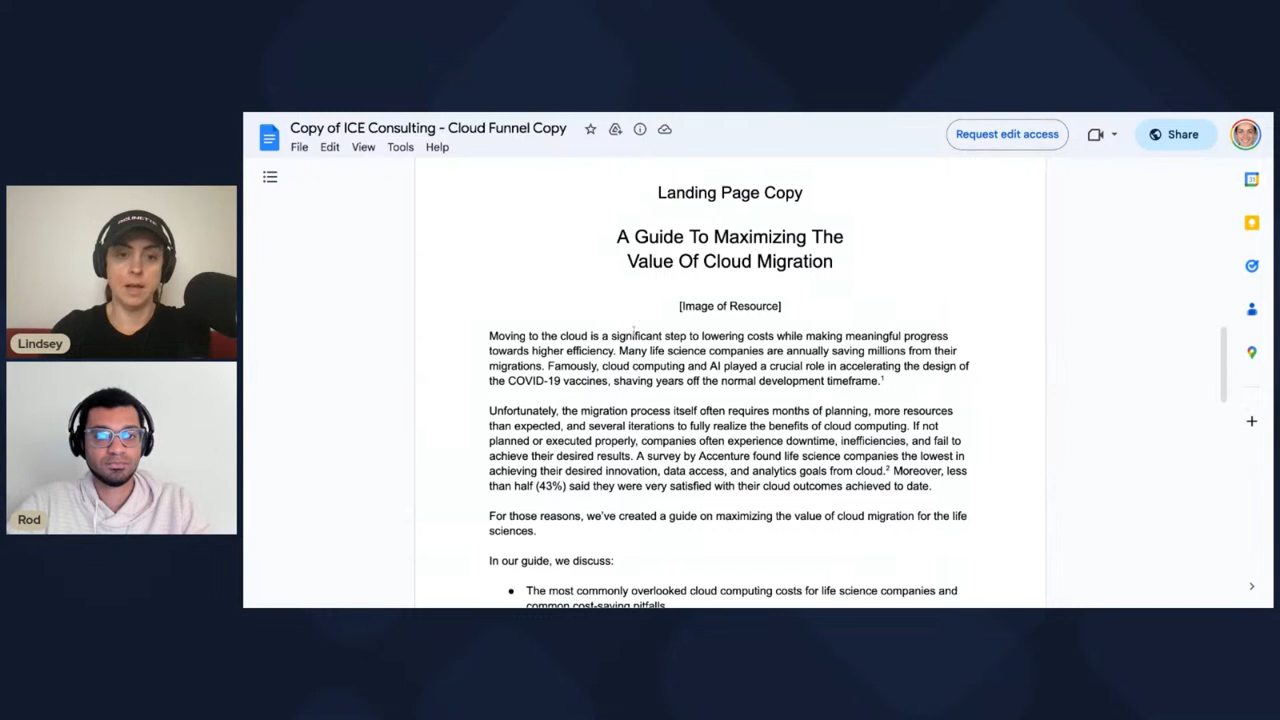 Copy of ICE Consulting - Cloud Funnel Copy
Request edit access
Share
File Edit View Tools Help
Landing Page Copy
A Guide To Maximizing The
Value Of Cloud Migration
[Image of Resource]
Moving to the cloud is a significant step to lowering costs while making meaningful progress
towards higher efficiency. Many life science companies are annually saving millions from their
migrations. Famously, cloud computing and AI played a crucial role in accelerating the design of
the COVID-19 vaccines, shaving years off the normal development timeframe.¹
Unfortunately, the migration process itself often requires months of planning, more resources
than expected, and several iterations to fully realize the benefits of cloud computing. If not
planned or executed properly, companies often experience downtime, inefficiencies, and fail to
achieve their desired results. A survey by Accenture found life science companies the lowest in
achieving their desired innovation, data access, and analytics goals from cloud.² Moreover, less
than half (43%) said they were very satisfied with their cloud outcomes achieved to date.
For those reasons, we've created a guide on maximizing the value of cloud migration for the life
sciences.
In our guide, we discuss:
● The most commonly overlooked cloud computing costs for life science companies and
common cost-saving pitfalls
Lindsey
Rod